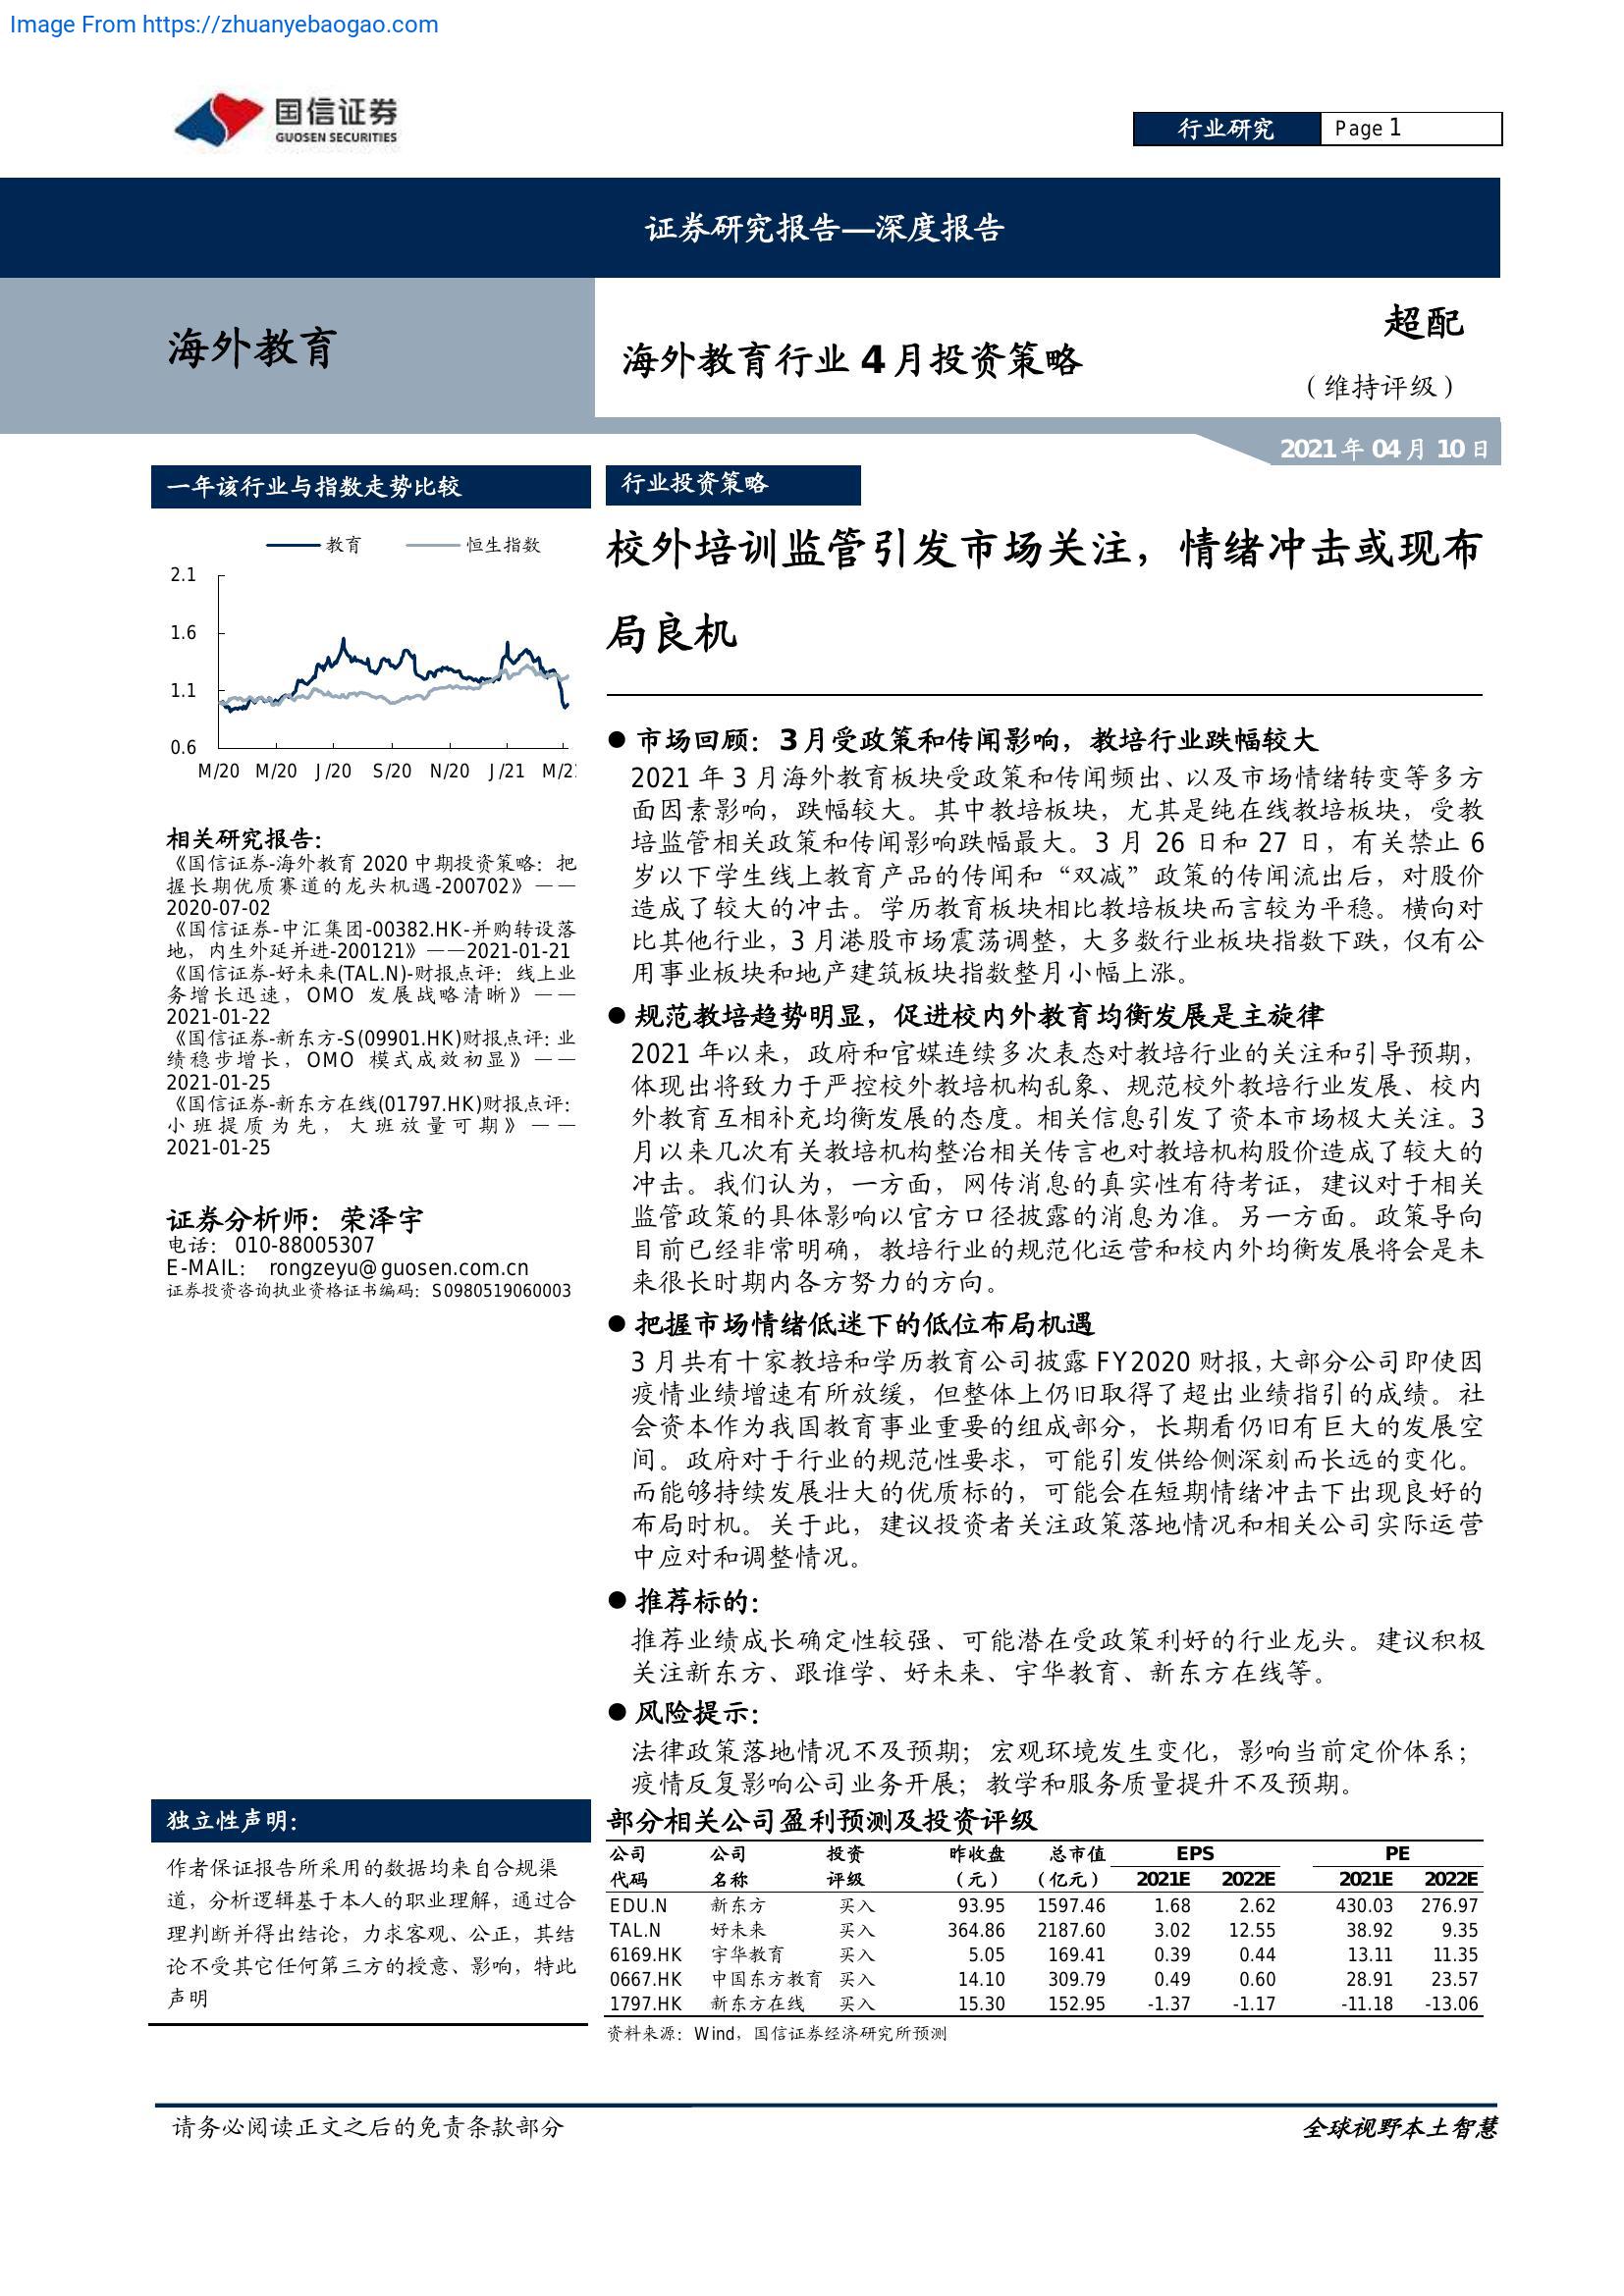 Image From https://zhuanyebaogao.com
国信证券
GUOSEN SECURITIES
行业研究
Page 1
证券研究报告—深度报告
海外教育
海外教育行业 4 月投资策略
超配
（维持评级）
2021 年 04 月 10 日
一年该行业与指数走势比较
教育
恒生指数
2.1
1.6
1.1
0.6
M/20 M/20 J/20 S/20 N/20 J/21 M/2
相关研究报告：
《国信证券-海外教育 2020 中期投资策略：把
握长期优质赛道的龙头机遇-200702》——
2020-07-02
《国信证券-中汇集团-00382.HK-并购转设落
地，内生外延并进-200121》——2021-01-21
《国信证券-好未来(TAL.N)-财报点评：线上业
务增长迅速，OMO 发展战略清晰》——
2021-01-22
《国信证券-新东方-S(09901.HK)财报点评：业
绩稳步增长，OMO 模式成效初显》——
2021-01-25
《国信证券-新东方在线(01797.HK)财报点评：
小班提质为先，大班放量可期》——
2021-01-25
证券分析师：荣泽宇
电话： 010-88005307
E-MAIL： rongzeyu@guosen.com.cn
证券投资咨询执业资格证书编码：S0980519060003
独立性声明：
作者保证报告所采用的数据均来自合规渠
道，分析逻辑基于本人的职业理解，通过合
理判断并得出结论，力求客观、公正，其结
论不受其它任何第三方的授意、影响，特此
声明
行业投资策略
校外培训监管引发市场关注，情绪冲击或现布
局良机
● 市场回顾：3 月受政策和传闻影响，教培行业跌幅较大
2021 年 3 月海外教育板块受政策和传闻频出、以及市场情绪转变等多方
面因素影响，跌幅较大。其中教培板块，尤其是纯在线教培板块，受教
培监管相关政策和传闻影响跌幅最大。3 月 26 日和 27 日，有关禁止 6
岁以下学生线上教育产品的传闻和“双减”政策的传闻流出后，对股价
造成了较大的冲击。学历教育板块相比教培板块而言较为平稳。横向对
比其他行业，3 月港股市场震荡调整，大多数行业板块指数下跌，仅有公
用事业板块和地产建筑板块指数整月小幅上涨。
● 规范教培趋势明显，促进校内外教育均衡发展是主旋律
2021 年以来，政府和官媒连续多次表态对教培行业的关注和引导预期，
体现出将致力于严控校外教培机构乱象、规范校外教培行业发展、校内
外教育互相补充均衡发展的态度。相关信息引发了资本市场极大关注。3
月以来几次有关教培机构整治相关传言也对教培机构股价造成了较大的
冲击。我们认为，一方面，网传消息的真实性有待考证，建议对于相关
监管政策的具体影响以官方口径披露的消息为准。另一方面。政策导向
目前已经非常明确，教培行业的规范化运营和校内外均衡发展将会是未
来很长时期内各方努力的方向。
● 把握市场情绪低迷下的低位布局机遇
3 月共有十家教培和学历教育公司披露 FY2020 财报，大部分公司即使因
疫情业绩增速有所放缓，但整体上仍旧取得了超出业绩指引的成绩。社
会资本作为我国教育事业重要的组成部分，长期看仍旧有巨大的发展空
间。政府对于行业的规范性要求，可能引发供给侧深刻而长远的变化。
而能够持续发展壮大的优质标的，可能会在短期情绪冲击下出现良好的
布局时机。关于此，建议投资者关注政策落地情况和相关公司实际运营
中应对和调整情况。
● 推荐标的：
推荐业绩成长确定性较强、可能潜在受政策利好的行业龙头。建议积极
关注新东方、跟谁学、好未来、宇华教育、新东方在线等。
● 风险提示：
法律政策落地情况不及预期；宏观环境发生变化，影响当前定价体系；
疫情反复影响公司业务开展；教学和服务质量提升不及预期。
部分相关公司盈利预测及投资评级
公司 公司 投资 昨收盘 总市值 EPS PE
代码 名称 评级 （元） （亿元） 2021E 2022E 2021E 2022E
EDU.N 新东方 买入 93.95 1597.46 1.68 2.62 430.03 276.97
TAL.N 好未来 买入 364.86 2187.60 3.02 12.55 38.92 9.35
6169.HK 宇华教育 买入 5.05 169.41 0.39 0.44 13.11 11.35
0667.HK 中国东方教育 买入 14.10 309.79 0.49 0.60 28.91 23.57
1797.HK 新东方在线 买入 15.30 152.95 -1.37 -1.17 -11.18 -13.06
资料来源：Wind，国信证券经济研究所预测
请务必阅读正文之后的免责条款部分
全球视野本土智慧